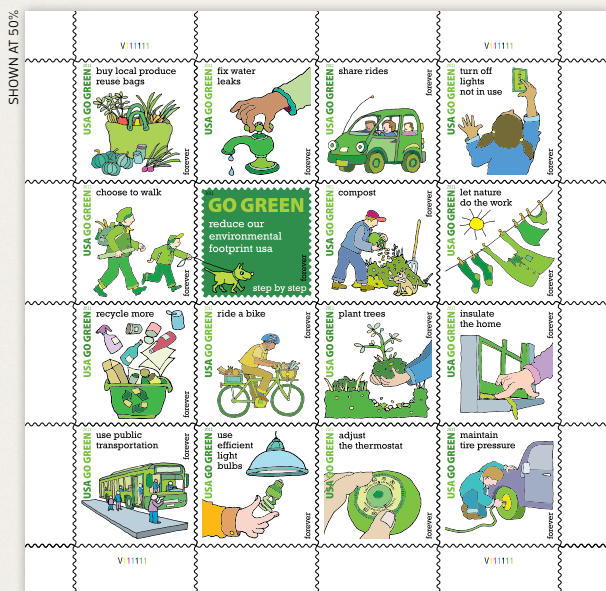 SHOWN AT 50%
V111111
V111111
USA GO GREEN
buy local produce
reuse bags
forever
USA GO GREEN
fix water
leaks
forever
share rides
forever
USA GO GREEN
USA GO GREEN
turn off
lights
not in use
forever
USA GO GREEN
choose to walk
forever
GO GREEN
reduce our
environmental
footprint usa
forever
step by step
compost
forever
USA GO GREEN
let nature
do the work
USA GO GREEN
forever
recycle more
USA GO GREEN
forever
ride a bike
forever
USA GO GREEN
plant trees
forever
USA GO GREEN
insulate
the home
USA GO GREEN
forever
use public
transportation
forever
USA GO GREEN
use
efficient
light
bulbs
USA GO GREEN
forever
adjust
the thermostat
USA GO GREEN
forever
maintain
tire pressure
USA GO GREEN
forever
V111111
V111111